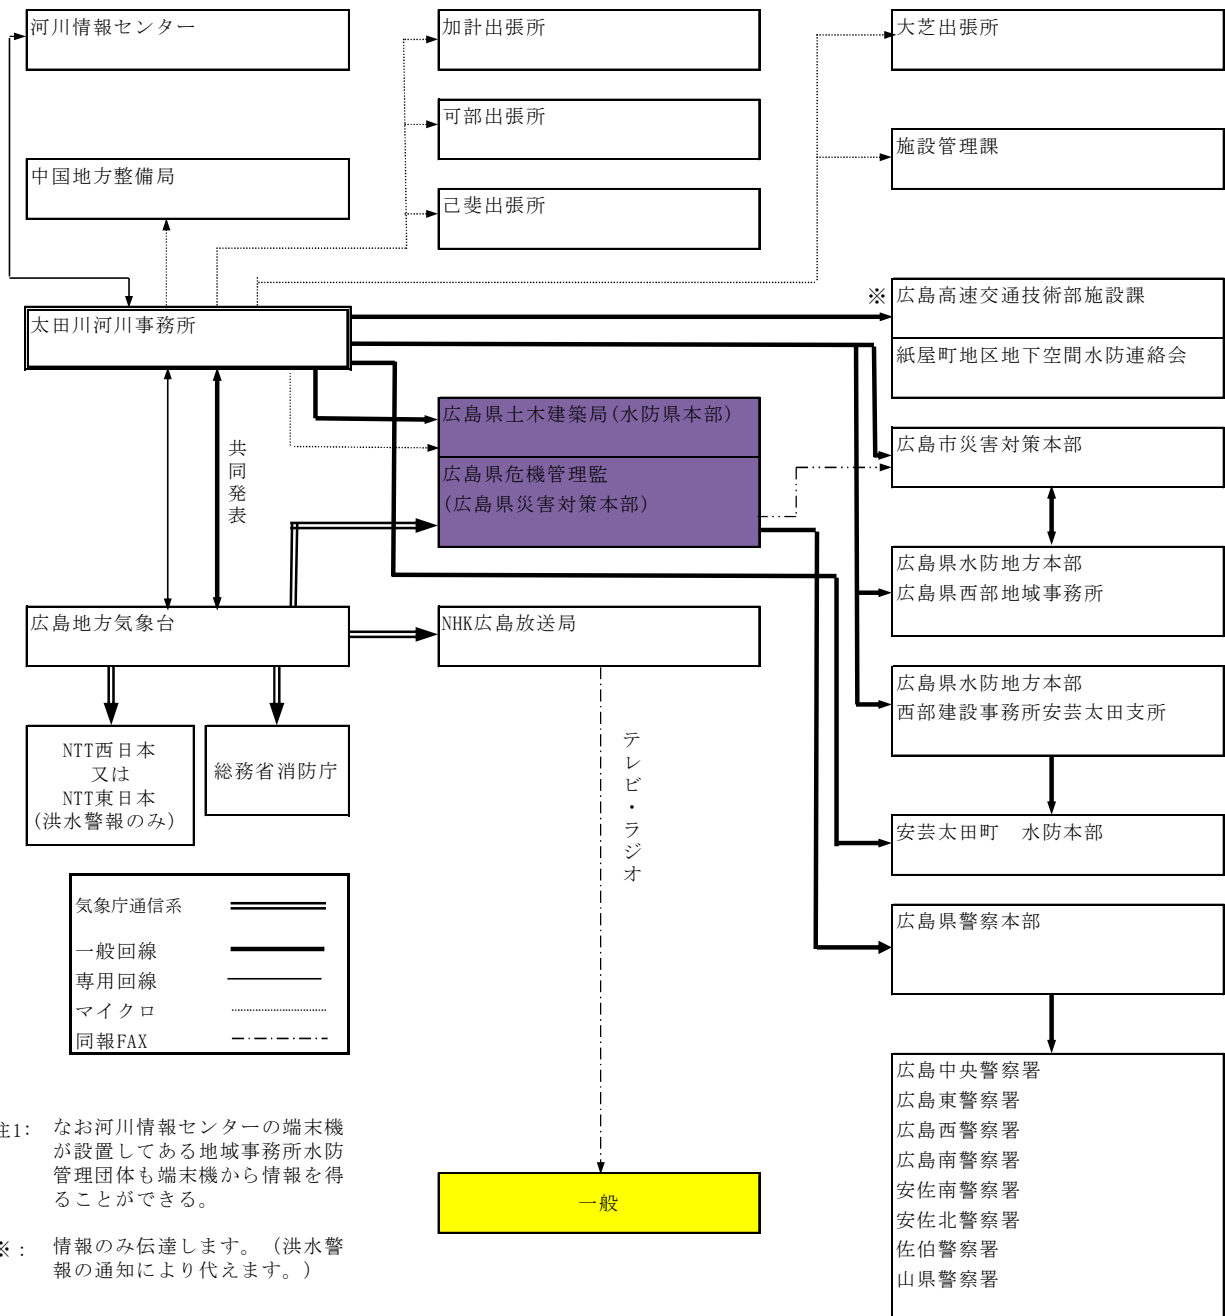 河川情報センター
加計出張所
大芝出張所
可部出張所
施設管理課
中国地方整備局
己斐出張所
※
広島高速交通技術部施設課
太田川河川事務所
紙屋町地区地下空間水防連絡会
広島県土木建築局(水防県本部)
広島市災害対策本部
共同発表
広島県危機管理監
(広島県災害対策本部)
広島県水防地方本部
広島県西部地域事務所
広島地方気象台
NHK広島放送局
広島県水防地方本部
西部建設事務所安芸太田支所
NTT西日本
又は
NTT東日本
(洪水警報のみ)
総務省消防庁
テレビ・ラジオ
安芸太田町　水防本部
気象庁通信系
一般回線
専用回線
マイクロ
同報FAX
広島県警察本部
広島中央警察署
広島東警察署
広島西警察署
広島南警察署
安佐南警察署
安佐北警察署
佐伯警察署
山県警察署
注1: なお河川情報センターの端末機
が設置してある地域事務所水防
管理団体も端末機から情報を得
ることができる。
一般
※: 情報のみ伝達します。（洪水警
報の通知により代えます。）